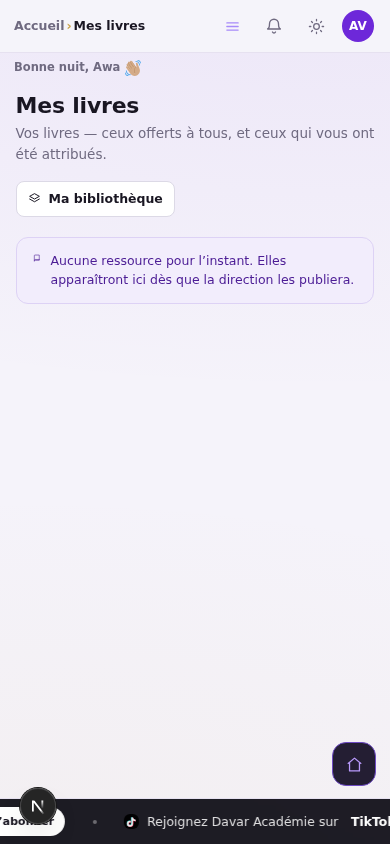 Accueil › Mes livres
AV
Bonne nuit, Awa
Mes livres
Vos livres — ceux offerts à tous, et ceux qui vous ont
été attribués.
Ma bibliothèque
Aucune ressource pour l’instant. Elles
apparaîtront ici dès que la direction les publiera.
N
• Rejoignez Davar Académie sur